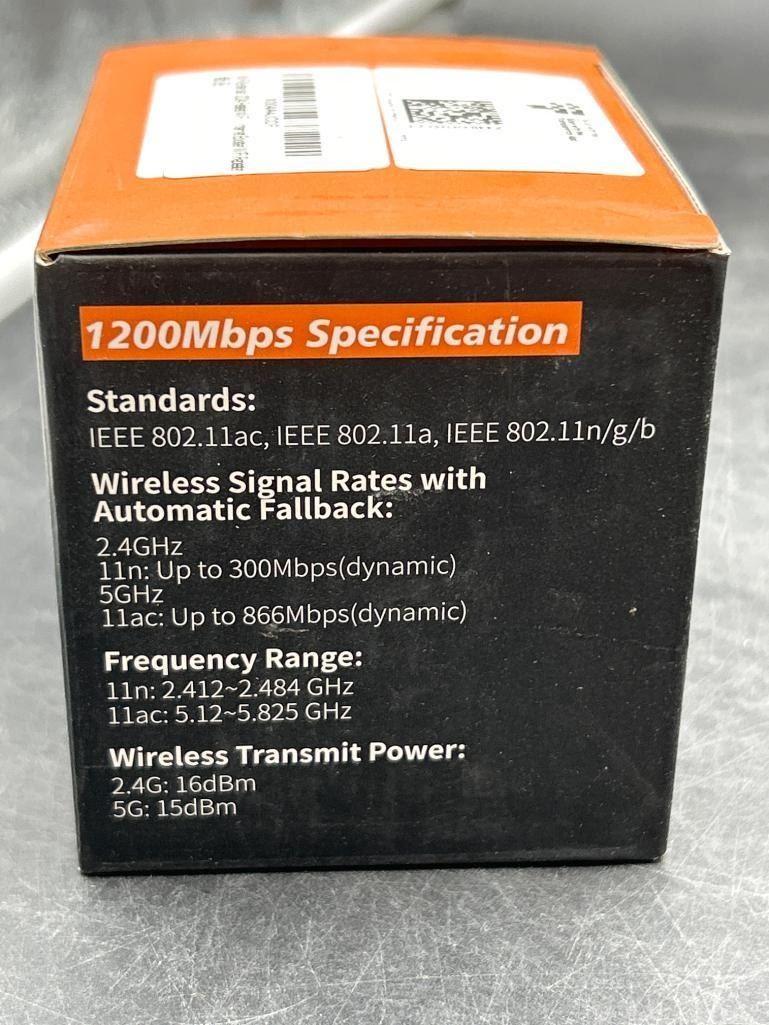 1200Mbps Specification
Standards:
IEEE 802.11ac, IEEE 802.11a, IEEE 802.11n/g/b
Wireless Signal Rates with
Automatic Fallback:
2.4GHz
11n: Up to 300Mbps(dynamic)
5GHz
11ac: Up to 866Mbps(dynamic)
Frequency Range:
11n: 2.412~2.484 GHz
11ac: 5.12~5.825 GHz
Wireless Transmit Power:
2.4G: 16dBm
5G: 15dBm